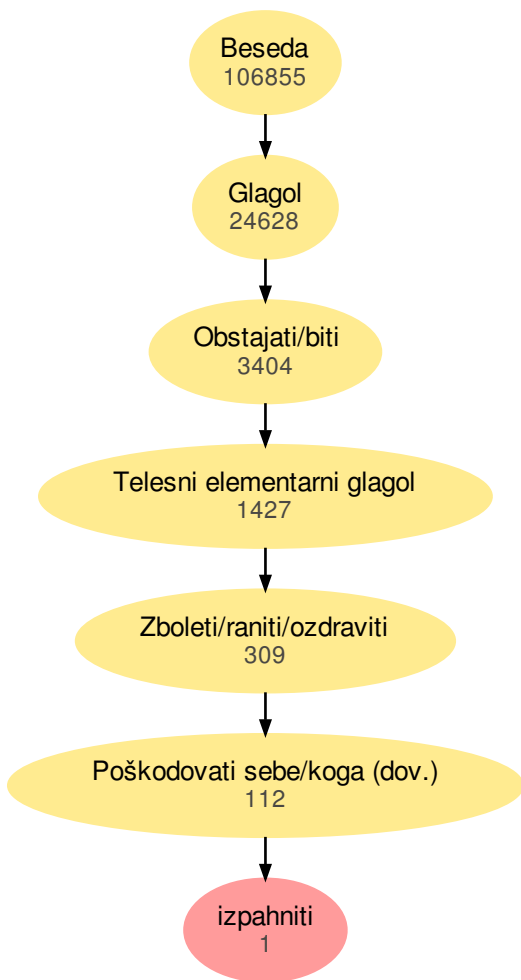 Beseda
106855
Glagol
24628
Obstajati/biti
3404
Telesni elementarni glagol
1427
Zboleti/raniti/ozdraviti
309
Poškodovati sebe/koga (dov.)
112
izpahniti
1